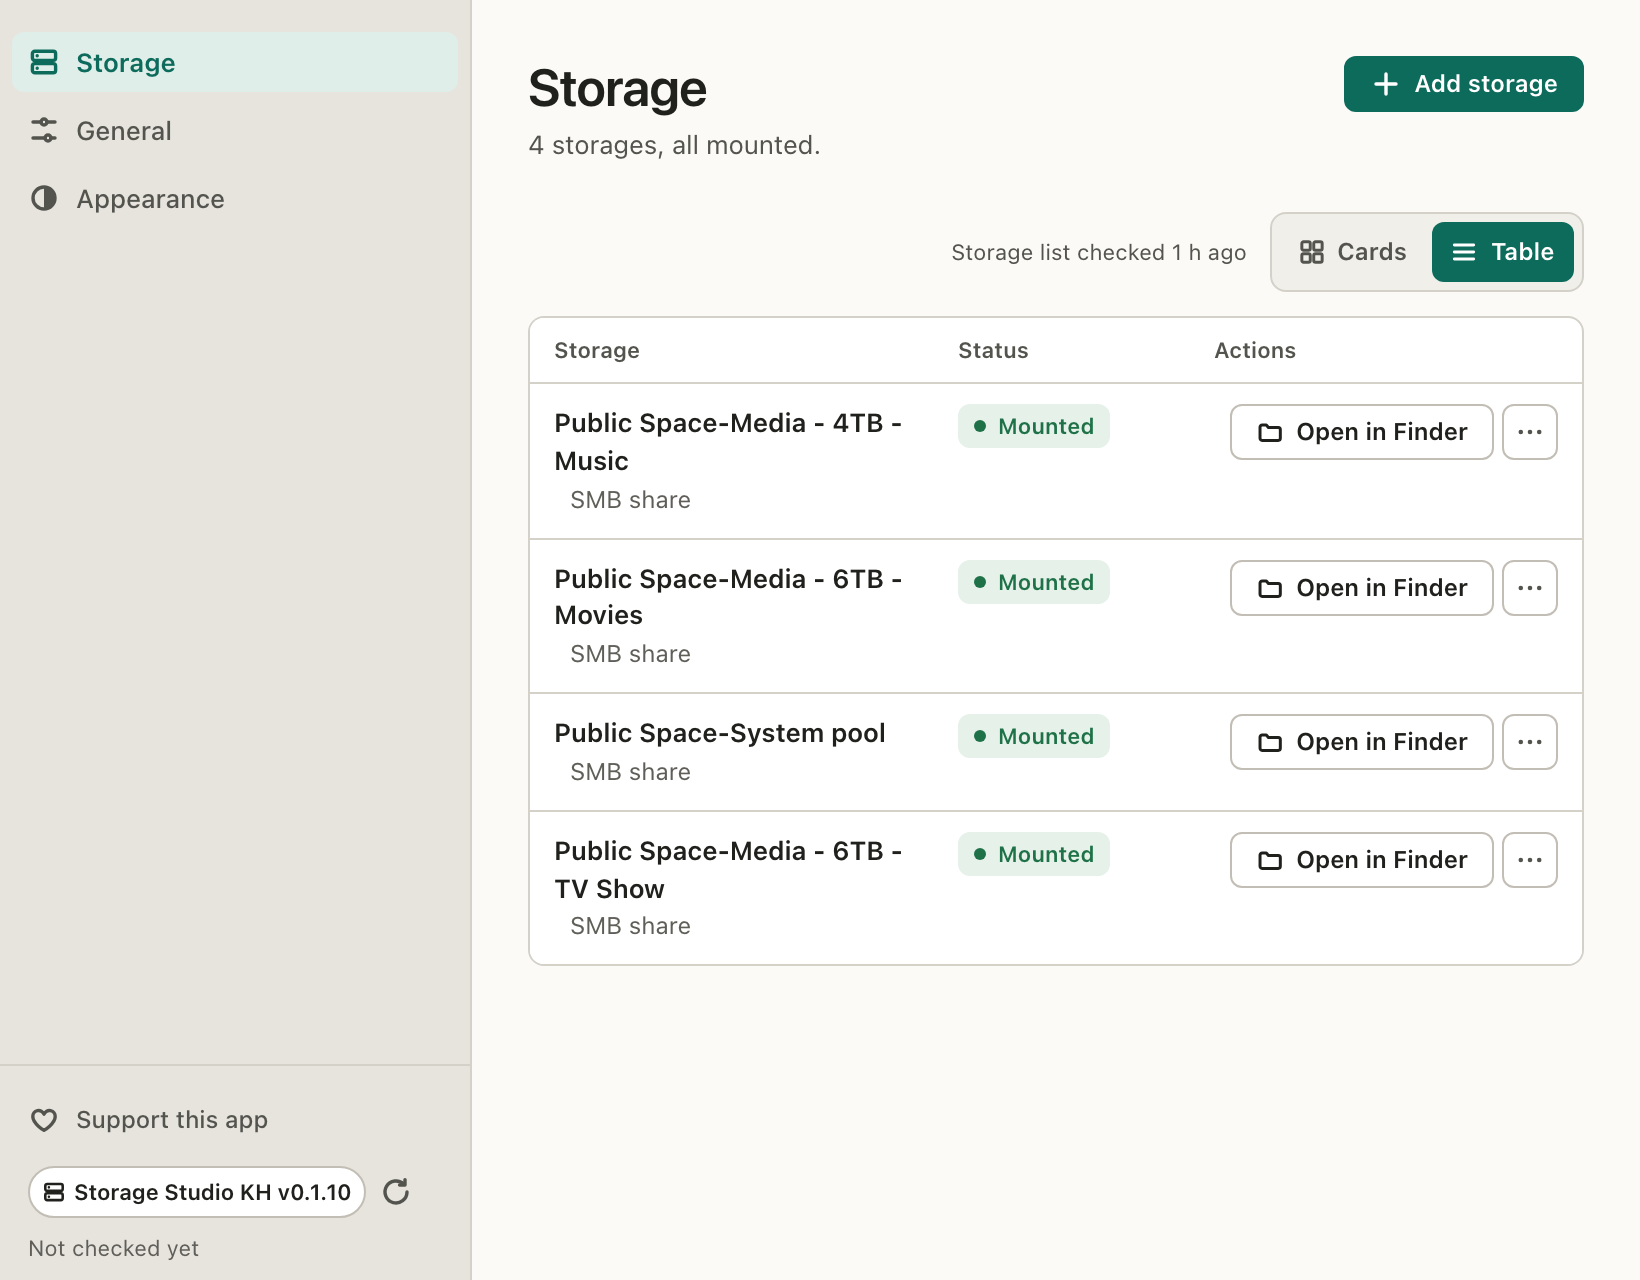 Storage
General
Appearance
Support this app
Storage Studio KH v0.1.10
Not checked yet
Storage
4 storages, all mounted.
Add storage
Storage list checked 1 h ago
Cards
Table
Storage Status Actions
Public Space-Media - 4TB -
Music
SMB share
Mounted
Open in Finder
Public Space-Media - 6TB -
Movies
SMB share
Mounted
Open in Finder
Public Space-System pool
SMB share
Mounted
Open in Finder
Public Space-Media - 6TB -
TV Show
SMB share
Mounted
Open in Finder